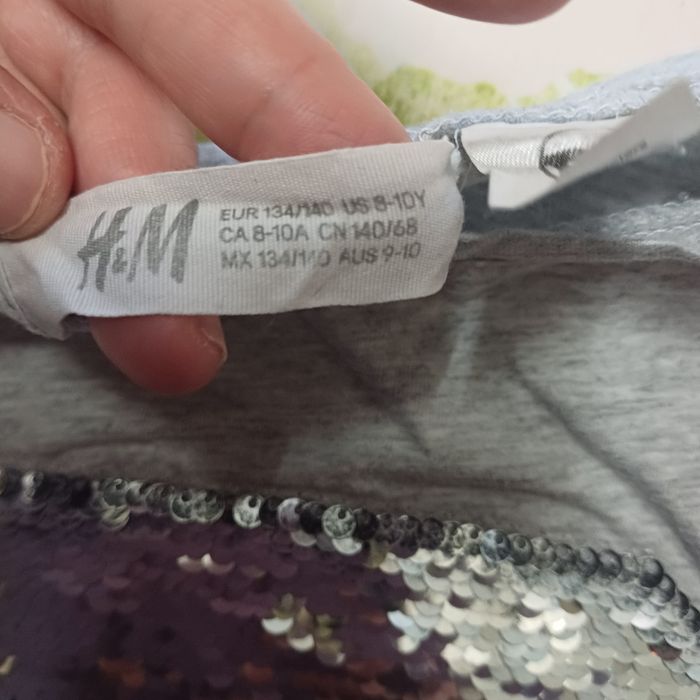 H&M
EUR 134/140 US 8-10Y
CA 8-10A CN 140/68
MX 134/140 AUS 9-10